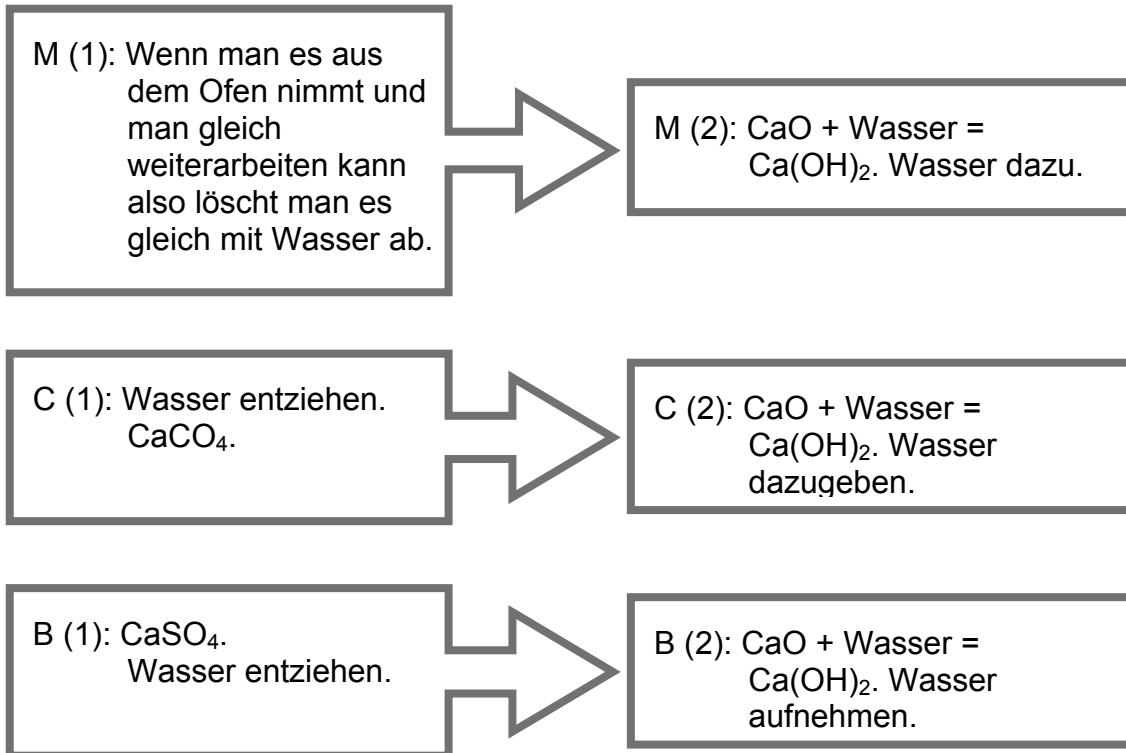 M (1): Wenn man es aus
dem Ofen nimmt und
man gleich
weiterarbeiten kann
also löscht man es
gleich mit Wasser ab.
M (2): CaO + Wasser =
Ca(OH)₂. Wasser dazu.
C (1): Wasser entziehen.
CaCO₄.
C (2): CaO + Wasser =
Ca(OH)₂. Wasser
dazugeben.
B (1): CaSO₄.
Wasser entziehen.
B (2): CaO + Wasser =
Ca(OH)₂. Wasser
aufnehmen.